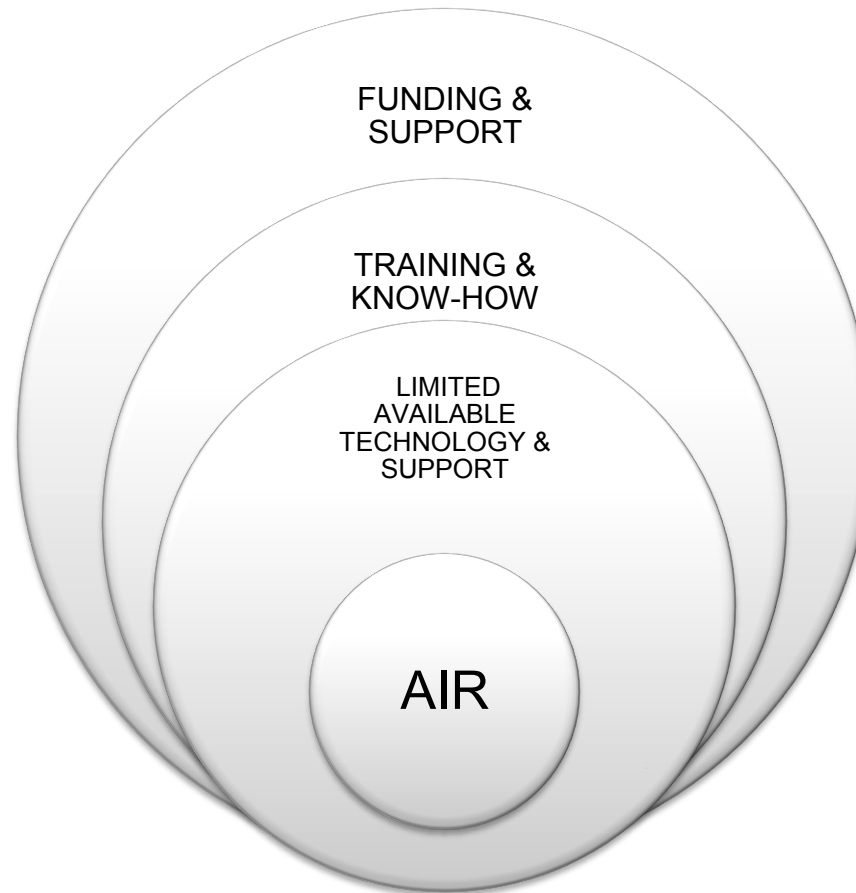 FUNDING &
SUPPORT
TRAINING &
KNOW-HOW
LIMITED
AVAILABLE
TECHNOLOGY &
SUPPORT
AIR